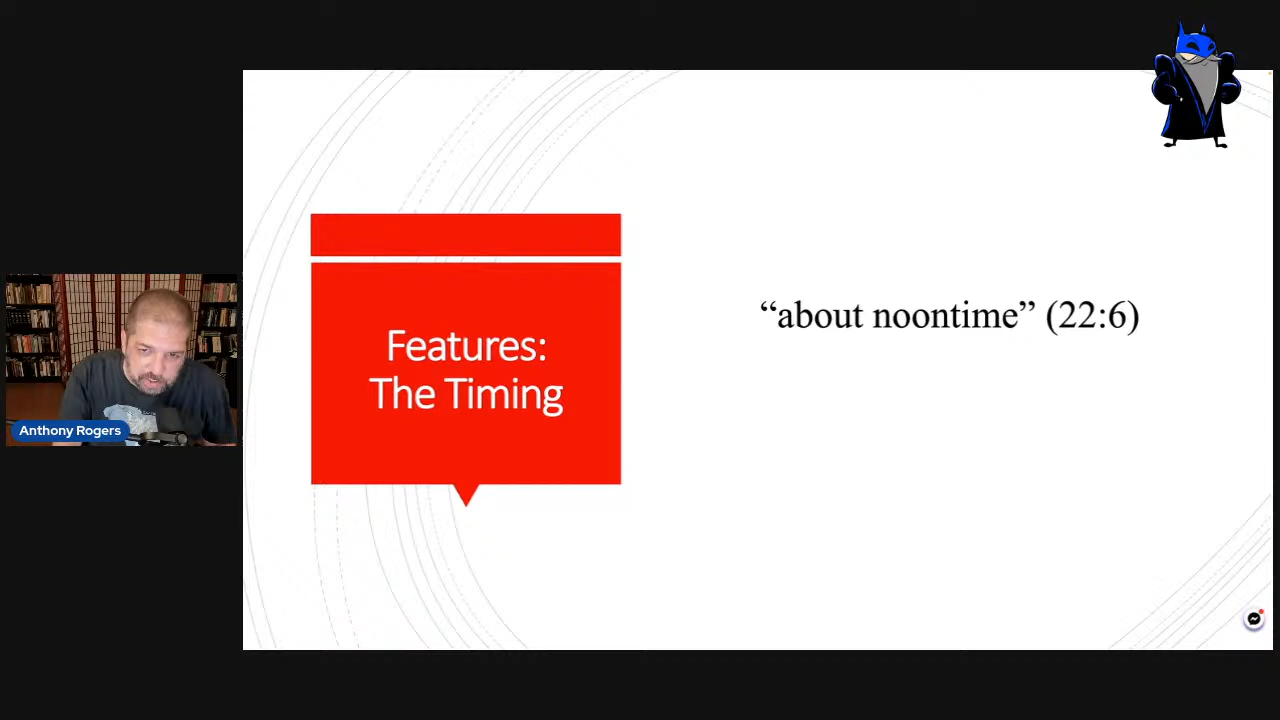 Features:
The Timing
“about noontime” (22:6)
Anthony Rogers